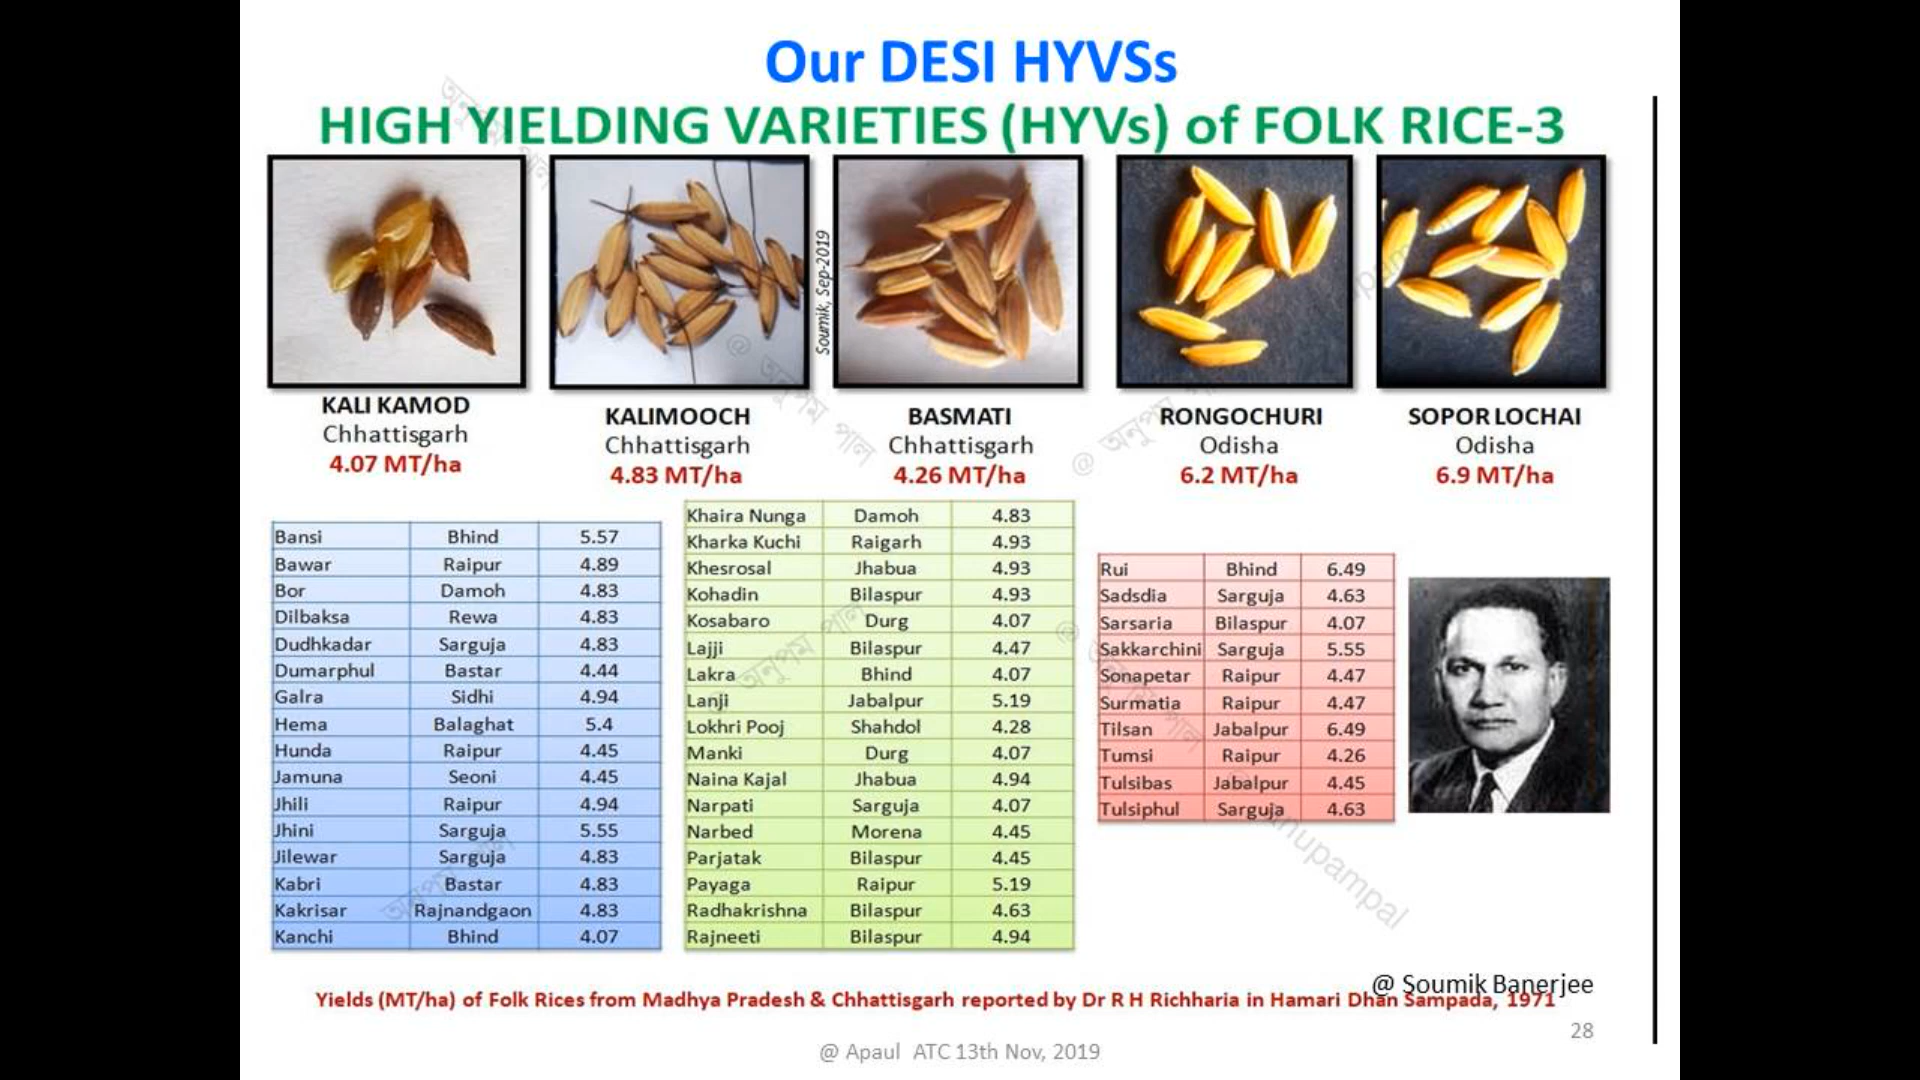 Our DESI HYVSs
HIGH YIELDING VARIETIES (HYVs) of FOLK RICE-3
Soumik, Sep-2019
KALI KAMOD
Chhattisgarh
4.07 MT/ha
KALIMOOCH
Chhattisgarh
4.83 MT/ha
BASMATI
Chhattisgarh
4.26 MT/ha
RONGOCHURI
Odisha
6.2 MT/ha
SOPOR LOCHAI
Odisha
6.9 MT/ha
Bansi Bhind 5.57
Bawar Raipur 4.89
Bor Damoh 4.83
Dilbaksa Rewa 4.83
Dudhkadar Sarguja 4.83
Dumarphul Bastar 4.44
Galra Sidhi 4.94
Hema Balaghat 5.4
Hunda Raipur 4.45
Jamuna Seoni 4.45
Jhili Raipur 4.94
Jhini Sarguja 5.55
Jilewar Sarguja 4.83
Kabri Bastar 4.83
Kakrisar Rajnandgaon 4.83
Kanchi Bhind 4.07
Khaira Nunga Damoh 4.83
Kharka Kuchi Raigarh 4.93
Khesrosal Jhabua 4.93
Kohadin Bilaspur 4.93
Kosabaro Durg 4.07
Lajji Bilaspur 4.47
Lakra Bhind 4.07
Lanji Jabalpur 5.19
Lokhri Pooj Shahdol 4.28
Manki Durg 4.07
Naina Kajal Jhabua 4.94
Narpati Sarguja 4.07
Narbed Morena 4.45
Parjatak Bilaspur 4.45
Payaga Raipur 5.19
Radhakrishna Bilaspur 4.63
Rajneeti Bilaspur 4.94
Rui Bhind 6.49
Sadsdia Sarguja 4.63
Sarsaria Bilaspur 4.07
Sakkarchini Sarguja 5.55
Sonapetar Raipur 4.47
Surmatia Raipur 4.47
Tilsan Jabalpur 6.49
Tumsi Raipur 4.26
Tulsibas Jabalpur 4.45
Tulsiphul Sarguja 4.63
@ অনুপম পাল
@ Soumik Banerjee
Yields (MT/ha) of Folk Rices from Madhya Pradesh & Chhattisgarh reported by Dr R H Richharia in Hamari Dhan Sampada, 1971
28
@ Apaul ATC 13th Nov, 2019